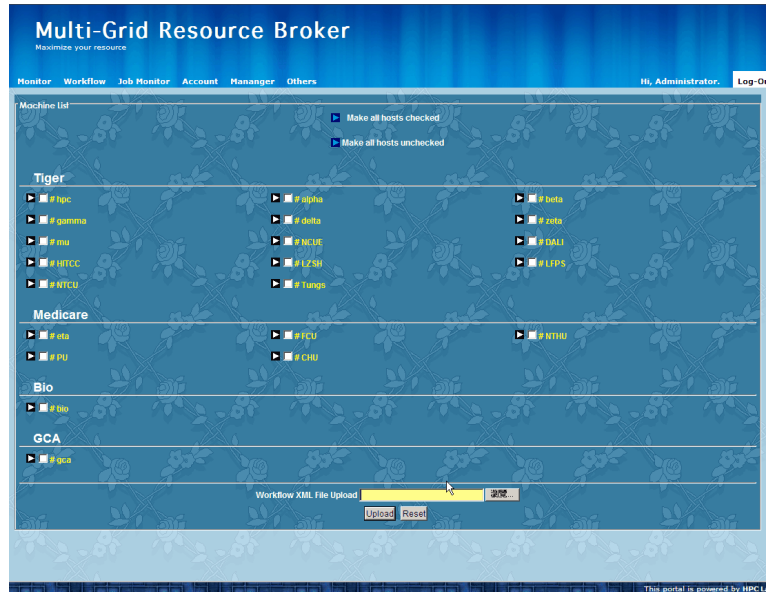 Multi-Grid Resource Broker
Maximize your resource
Monitor Workflow Job Monitor Account Mananger Others Hi, Administrator. Log-Ou
Machine List
Make all hosts checked
Make all hosts unchecked
Tiger
# hpc # alpha # beta
# gamma # delta # zeta
# mu # NCUE # DALI
# HITCC # LZSH # LFPS
# NTCU # Tungs
Medicare
# eta # FCU # NTHU
# PU # CHU
Bio
# bio
GCA
# gca
Workflow XML File Upload 瀏覽...
Upload Reset
This portal is powered by HPC La